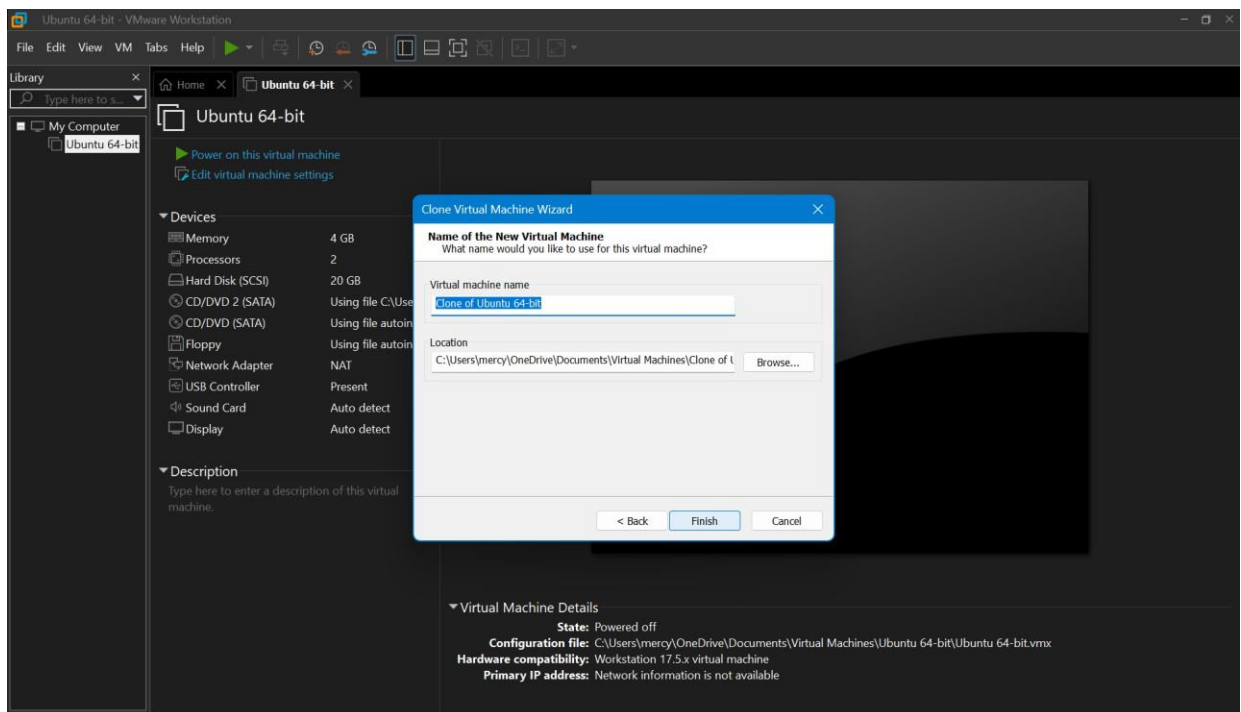 Ubuntu 64-bit - VMware Workstation
File Edit View VM Tabs Help
Library
Type here to s...
My Computer
Ubuntu 64-bit
Home
Ubuntu 64-bit
Ubuntu 64-bit
Power on this virtual machine
Edit virtual machine settings
Devices
Memory 4 GB
Processors 2
Hard Disk (SCSI) 20 GB
CD/DVD 2 (SATA) Using file C:\Use
CD/DVD (SATA) Using file autoin
Floppy Using file autoin
Network Adapter NAT
USB Controller Present
Sound Card Auto detect
Display Auto detect
Description
Type here to enter a description of this virtual
machine.
Clone Virtual Machine Wizard
Name of the New Virtual Machine
What name would you like to use for this virtual machine?
Virtual machine name
Clone of Ubuntu 64-bit
Location
C:\Users\mercy\OneDrive\Documents\Virtual Machines\Clone of U
Browse...
< Back Finish Cancel
Virtual Machine Details
State: Powered off
Configuration file: C:\Users\mercy\OneDrive\Documents\Virtual Machines\Ubuntu 64-bit\Ubuntu 64-bit.vmx
Hardware compatibility: Workstation 17.5.x virtual machine
Primary IP address: Network information is not available